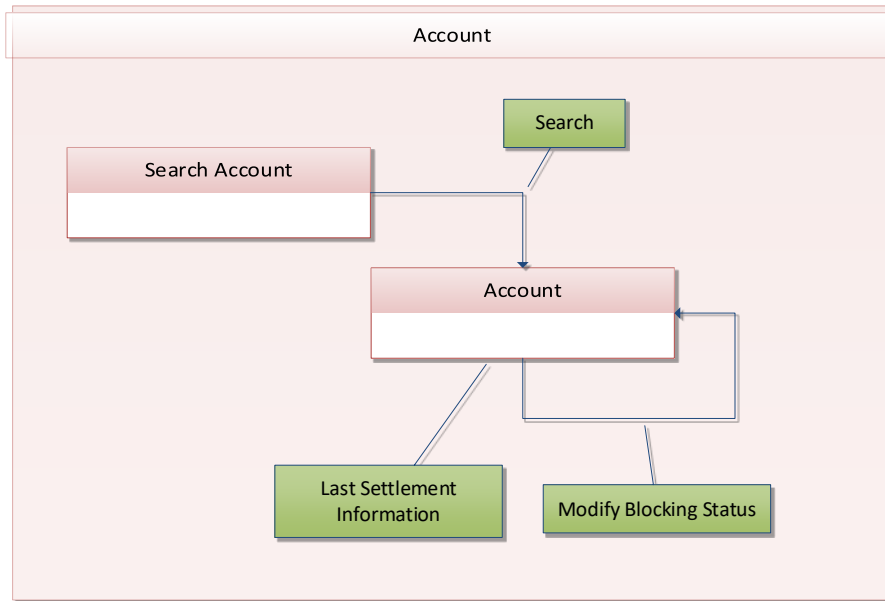 Account
Search
Search Account
Account
Last Settlement
Information
Modify Blocking Status